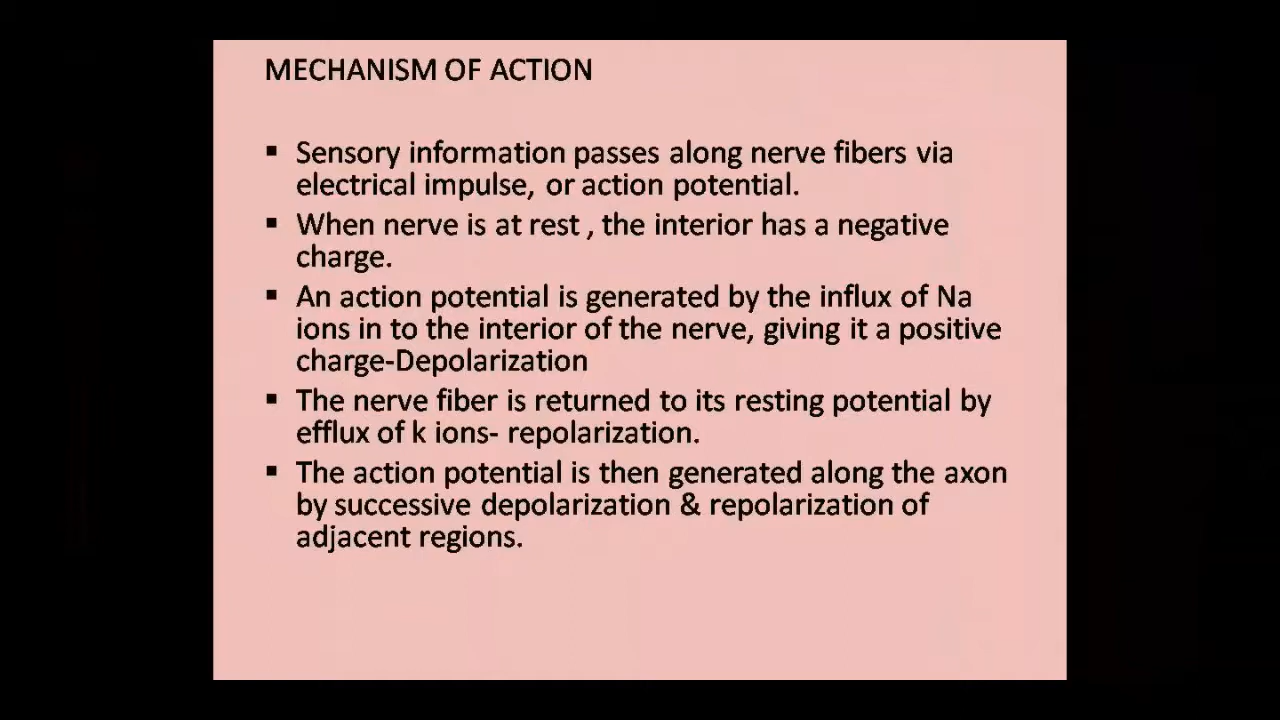 MECHANISM OF ACTION
▪ Sensory information passes along nerve fibers via
electrical impulse, or action potential.
▪ When nerve is at rest , the interior has a negative
charge.
▪ An action potential is generated by the influx of Na
ions in to the interior of the nerve, giving it a positive
charge-Depolarization
▪ The nerve fiber is returned to its resting potential by
efflux of k ions- repolarization.
▪ The action potential is then generated along the axon
by successive depolarization & repolarization of
adjacent regions.